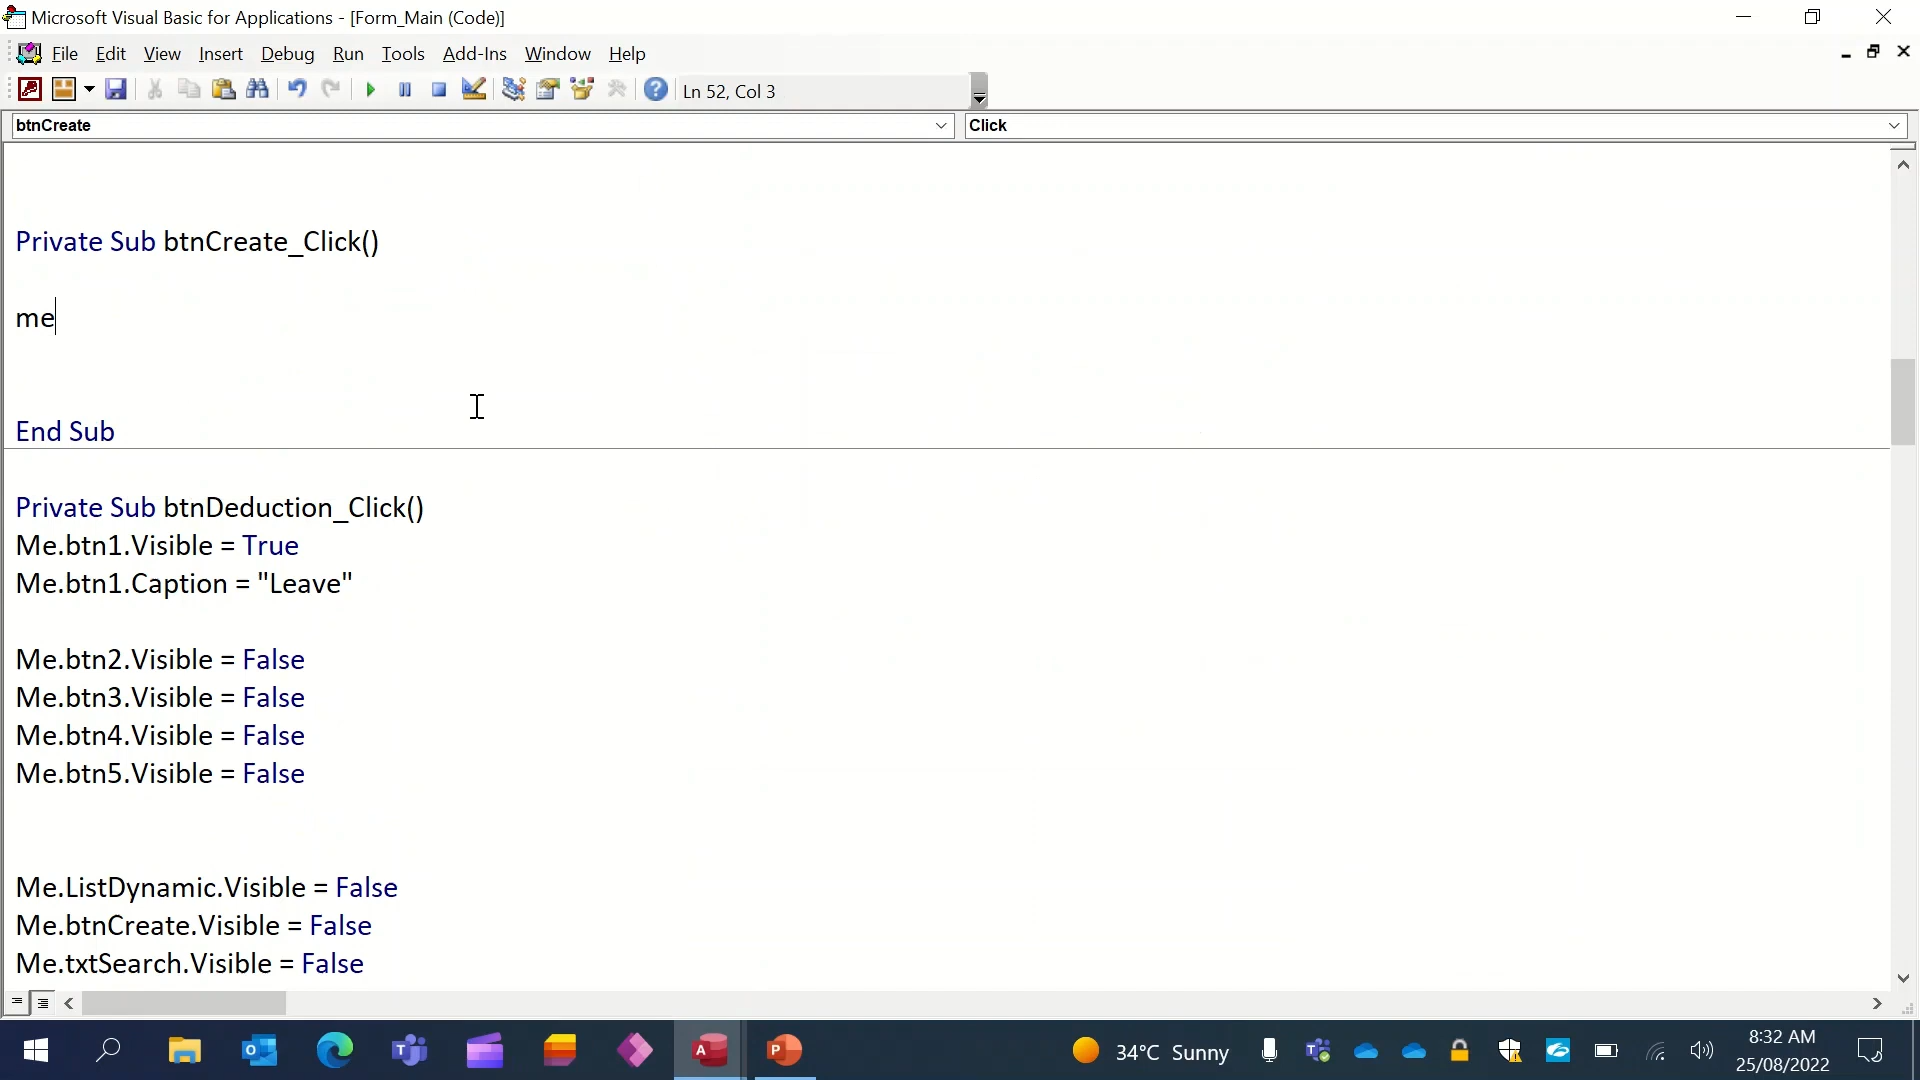 Microsoft Visual Basic for Applications - [Form_Main (Code)]
File Edit View Insert Debug Run Tools Add-Ins Window Help
Ln 52, Col 3
btnCreate
Click
Private Sub btnCreate_Click()
me
End Sub
Private Sub btnDeduction_Click()
Me.btn1.Visible = True
Me.btn1.Caption = "Leave"
Me.btn2.Visible = False
Me.btn3.Visible = False
Me.btn4.Visible = False
Me.btn5.Visible = False
Me.ListDynamic.Visible = False
Me.btnCreate.Visible = False
Me.txtSearch.Visible = False
34°C Sunny
8:32 AM
25/08/2022